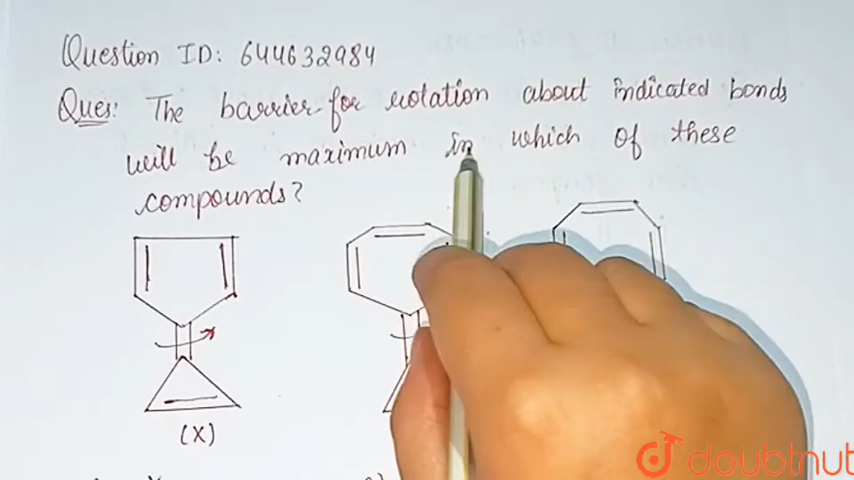 Question ID: 644632984
Ques: The barrier for rotation about indicated bonds
will be maximum in which of these
compounds?
(X)
doubtnut